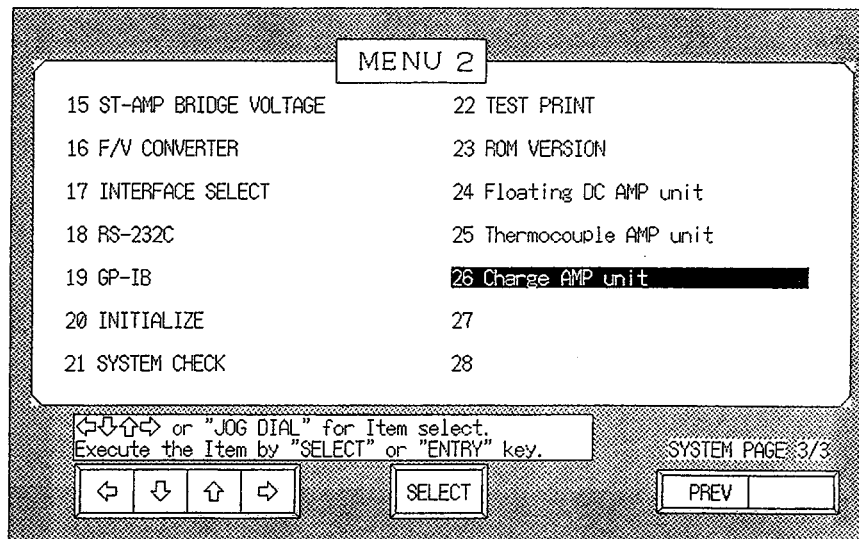 MENU 2
15 ST-AMP BRIDGE VOLTAGE
16 F/V CONVERTER
17 INTERFACE SELECT
18 RS-232C
19 GP-IB
20 INITIALIZE
21 SYSTEM CHECK
22 TEST PRINT
23 ROM VERSION
24 Floating DC AMP unit
25 Thermocouple AMP unit
26 Charge AMP unit
27
28
⇦⇩⇧⇨ or "JOG DIAL" for Item select.
Execute the Item by "SELECT" or "ENTRY" key.
SYSTEM PAGE 3/3
⇦ ⇩ ⇧ ⇨
SELECT
PREV